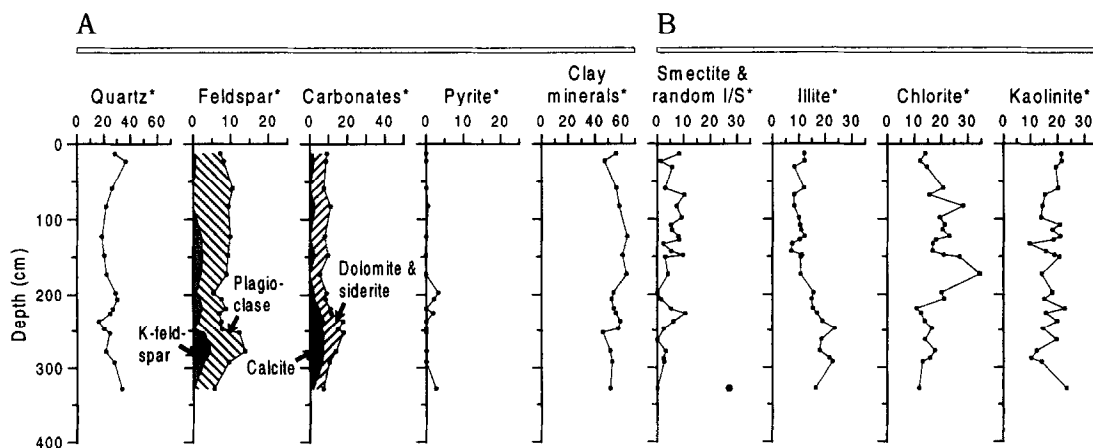 A B
Quartz* Feldspar* Carbonates* Pyrite* Clay minerals* Smectite & random I/S* Illite* Chlorite* Kaolinite*
0 20 40 60 0 10 20 0 20 40 0 10 20 0 20 40 60 0 10 20 30 0 10 20 30 0 10 20 30 0 10 20 30
0
100
200
300
400
Depth (cm)
Plagio-
clase
K-feld-
spar
Dolomite &
siderite
Calcite